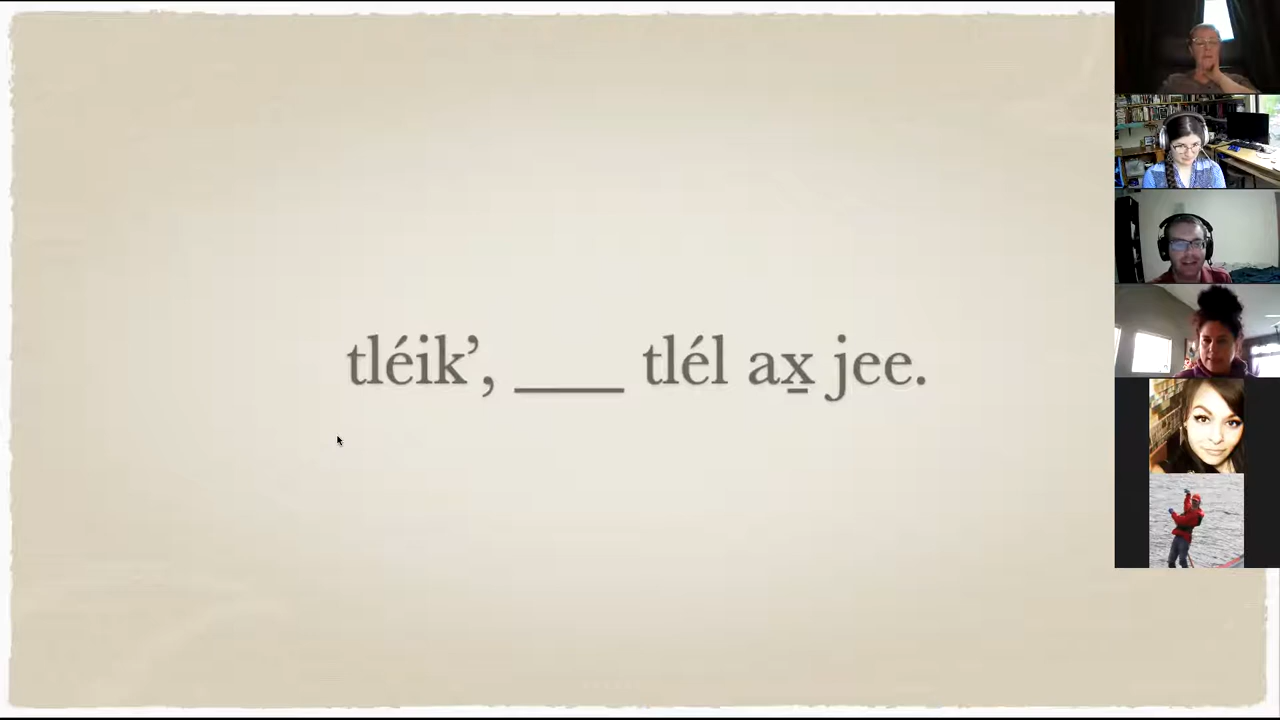 tléik’, ____ tlél ax̱ jee.